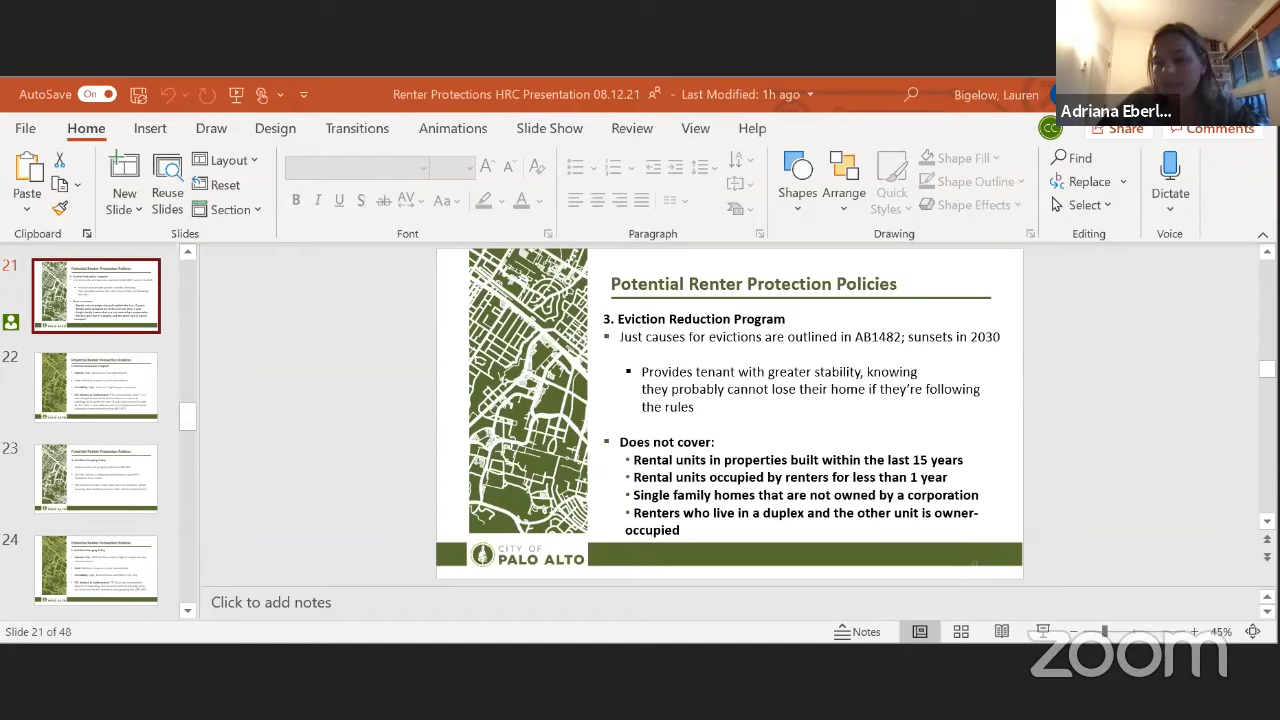 AutoSave On
Renter Protections HRC Presentation 08.12.21 - Last Modified: 1h ago
Bigelow, Lauren
Adriana Eberl...
File Home Insert Draw Design Transitions Animations Slide Show Review View Help
CC Share Comments
Paste
New Slide
Reuse Slides
Layout
Reset
Section
B I U S ab AV Aa A
Shapes Arrange Quick Styles
Shape Fill
Shape Outline
Shape Effects
Find
Replace
Select
Dictate
Clipboard Slides Font Paragraph Drawing Editing Voice
21
22
23
24
Potential Renter Protection Policies
3. Eviction Reduction Program
Just causes for evictions are outlined in AB1482; sunsets in 2030
Provides tenant with greater stability, knowing
they probably cannot lose their home if they're following
the rules
Does not cover:
Rental units in properties built within the last 15 years
Rental units occupied by renters for less than 1 year
Single family homes that are not owned by a corporation
Renters who live in a duplex and the other unit is owner-
occupied
CITY OF
PALO ALTO
Click to add notes
Slide 21 of 48
Notes
45%
zoom